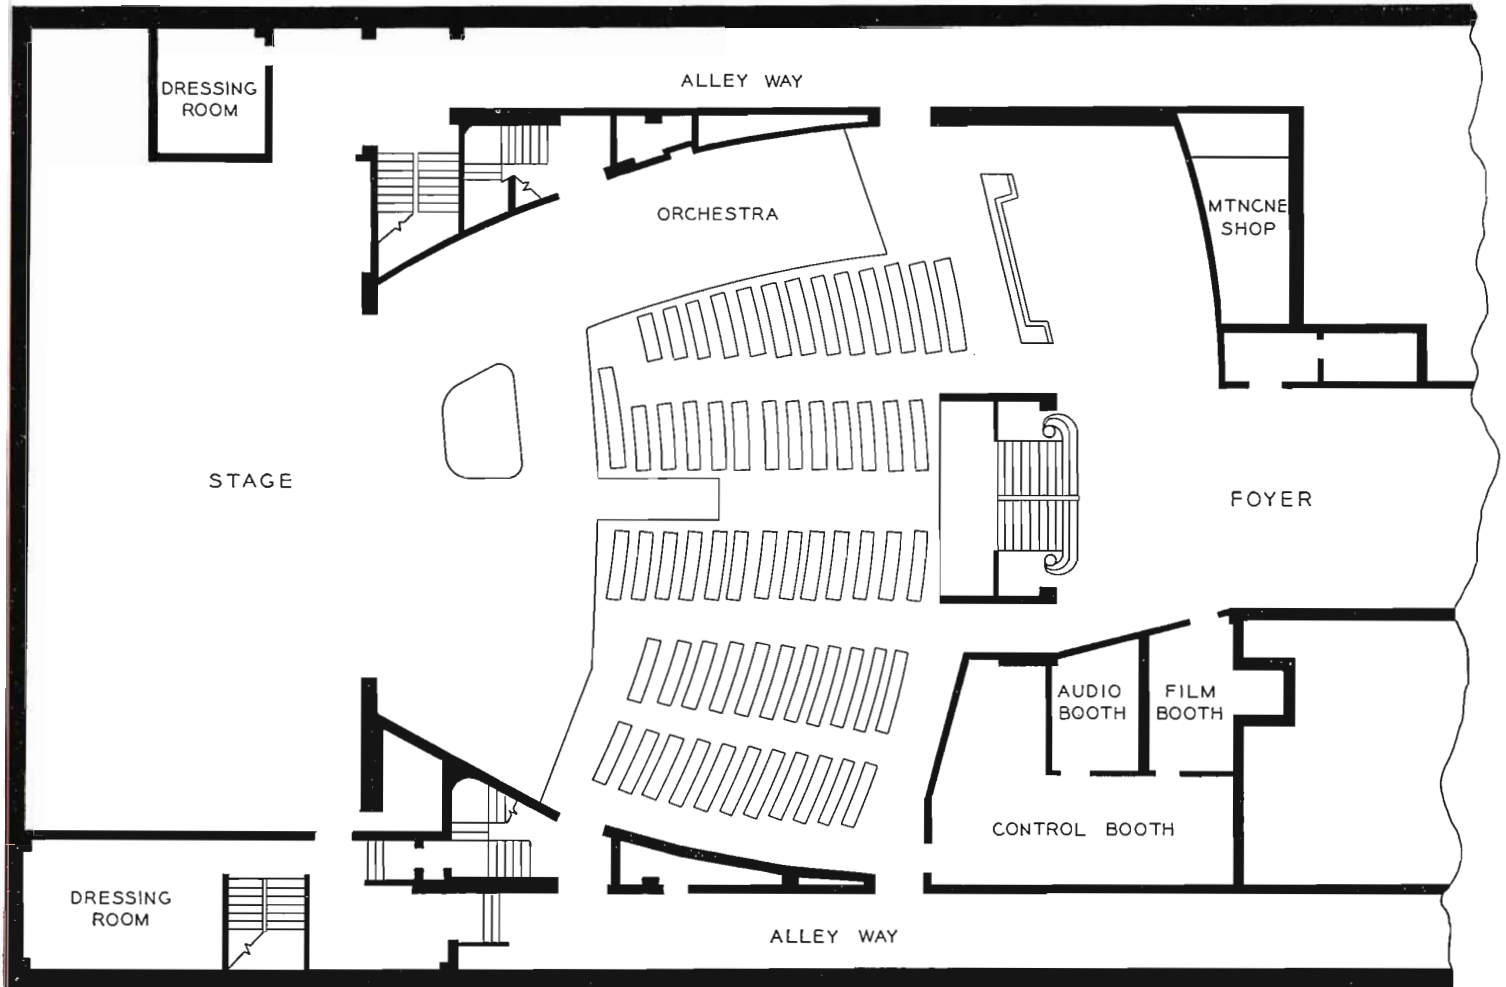 ALLEY WAY
DRESSING
ROOM
ORCHESTRA
MTNCNE
SHOP
STAGE
FOYER
AUDIO
BOOTH
FILM
BOOTH
CONTROL BOOTH
DRESSING
ROOM
ALLEY WAY